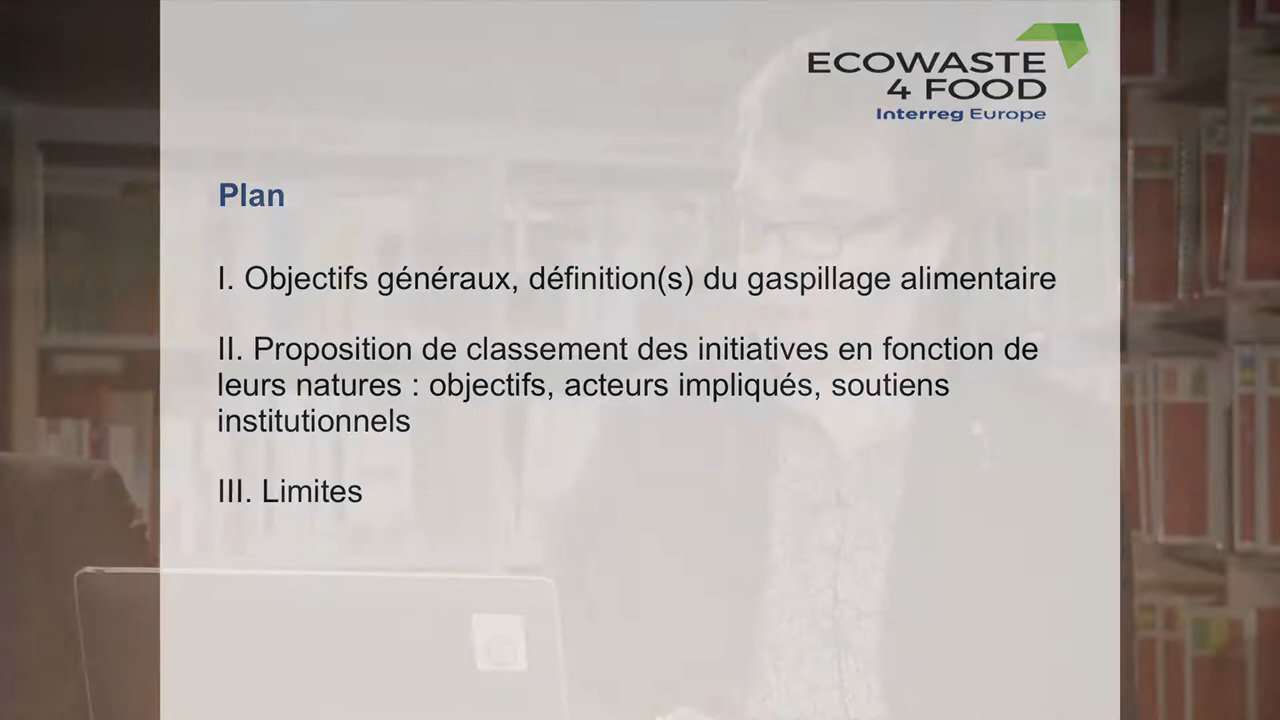 ECOWASTE
4 FOOD
Interreg Europe
Plan
I. Objectifs généraux, définition(s) du gaspillage alimentaire
II. Proposition de classement des initiatives en fonction de
leurs natures : objectifs, acteurs impliqués, soutiens
institutionnels
III. Limites